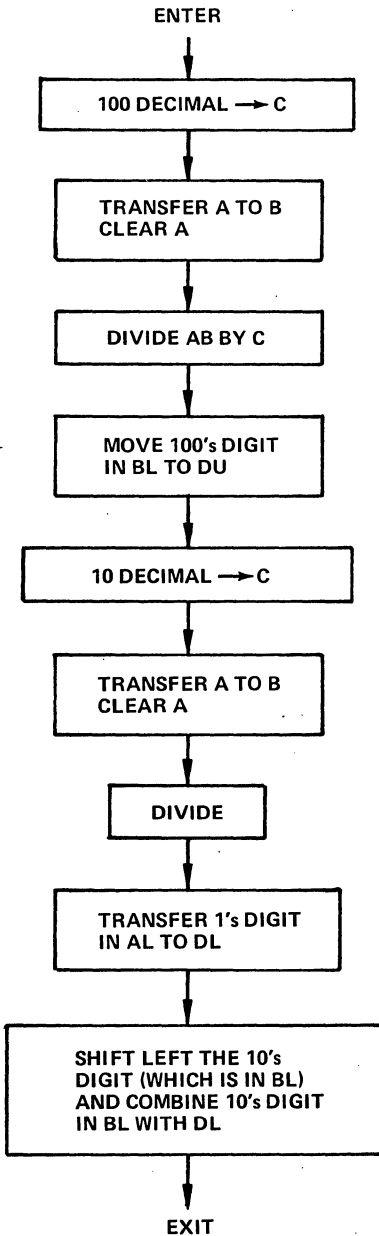 ENTER
100 DECIMAL → C
TRANSFER A TO B
CLEAR A
DIVIDE AB BY C
MOVE 100's DIGIT
IN BL TO DU
10 DECIMAL → C
TRANSFER A TO B
CLEAR A
DIVIDE
TRANSFER 1's DIGIT
IN AL TO DL
SHIFT LEFT THE 10's
DIGIT (WHICH IS IN BL)
AND COMBINE 10's DIGIT
IN BL WITH DL
EXIT